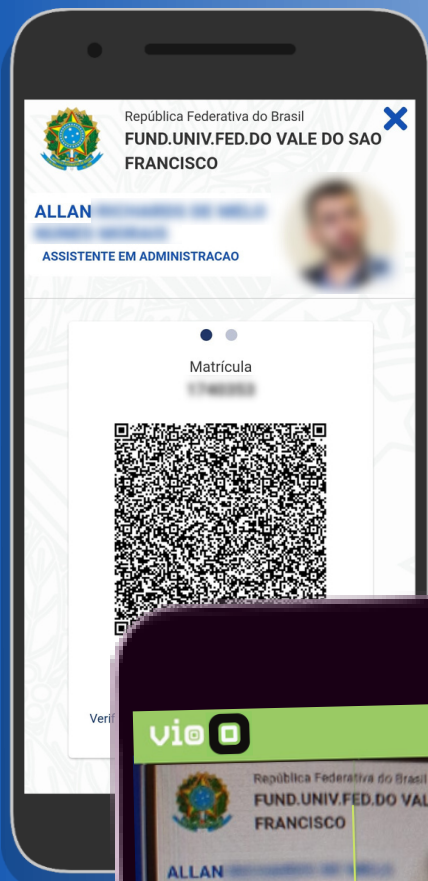 República Federativa do Brasil
FUND.UNIV.FED.DO VALE DO SAO
FRANCISCO
ALLAN
ASSISTENTE EM ADMINISTRACAO
Matrícula
Verif
vio
República Federativa do Brasil
FUND.UNIV.FED.DO VAL
FRANCISCO
ALLAN